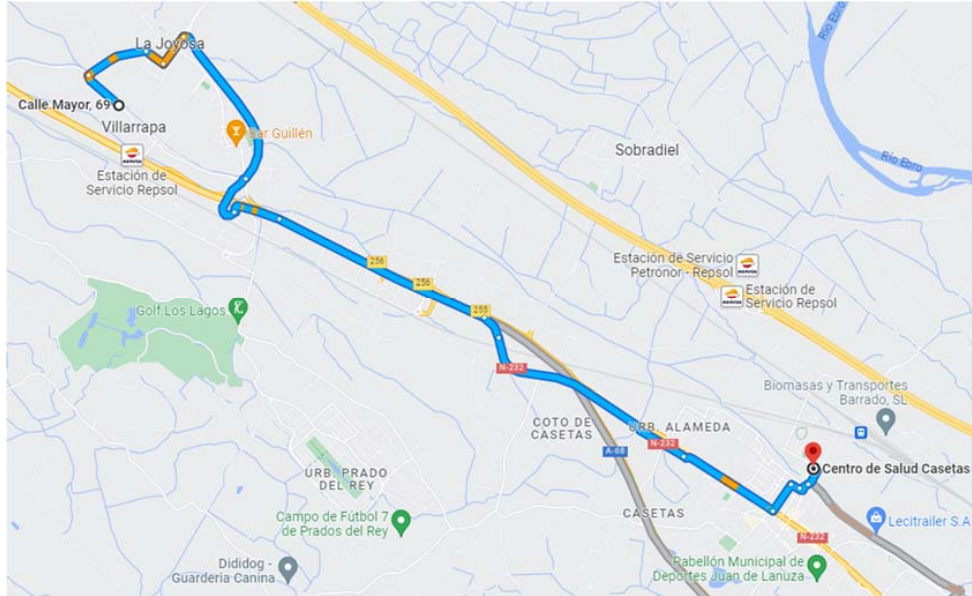 La Joyosa
Río Ebro
Calle Mayor, 69
Villarrapa
Bar Guillén
Río Ebro
Sobradiel
REPSOL
Estación de
Servicio Repsol
256
Estación de Servicio
Petronor - Repsol
REPSOL
256
REPSOL
Estación de
Servicio Repsol
Golf Los Lagos
255
N-232
Biomasas y Transportes
Barrado, SL
COTO DE
CASETAS
URB. ALAMEDA
N-232
A-68
Centro de Salud Casetas
URB. PRADO
DEL REY
CASETAS
Campo de Fútbol 7
de Prados del Rey
Lecitrailer S.A
N-232
Dididog -
Guardería Canina
Pabellón Municipal de
Deportes Juan de Lanuza